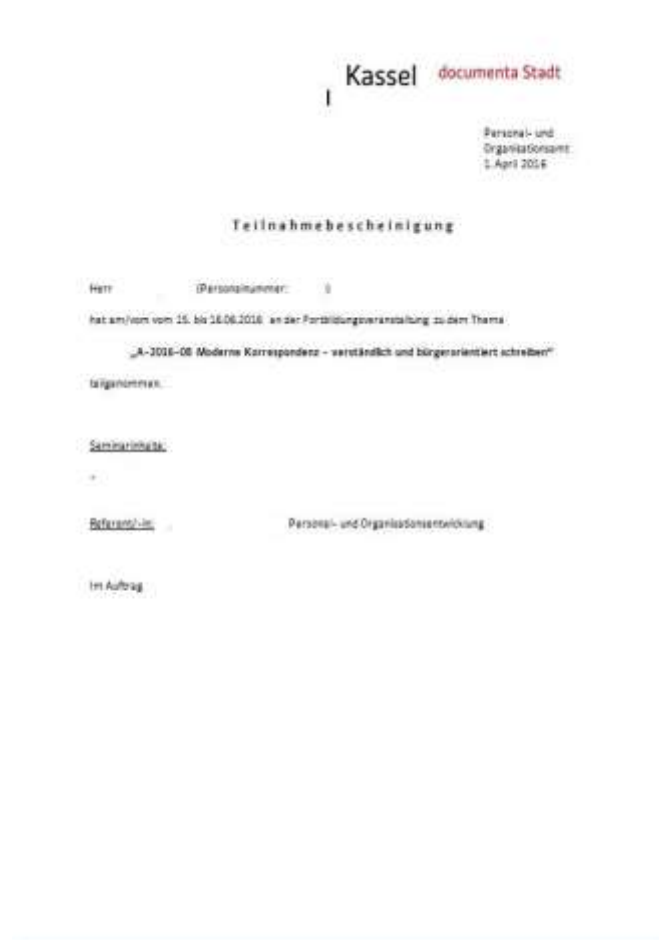 Kassel documenta Stadt
Personal- und
Organisationsamt
1. April 2016
Teilnahmebescheinigung
Herr (Personalnummer: )
hat am/vom vom 15. bis 16.06.2016 an der Fortbildungsveranstaltung zu dem Thema
„A-2016-06 Moderne Korrespondenz – verständlich und bürgerorientiert schreiben“
teilgenommen.
Seminarinhalte:
-
Referent/-in: Personal- und Organisationsentwicklung
Im Auftrag